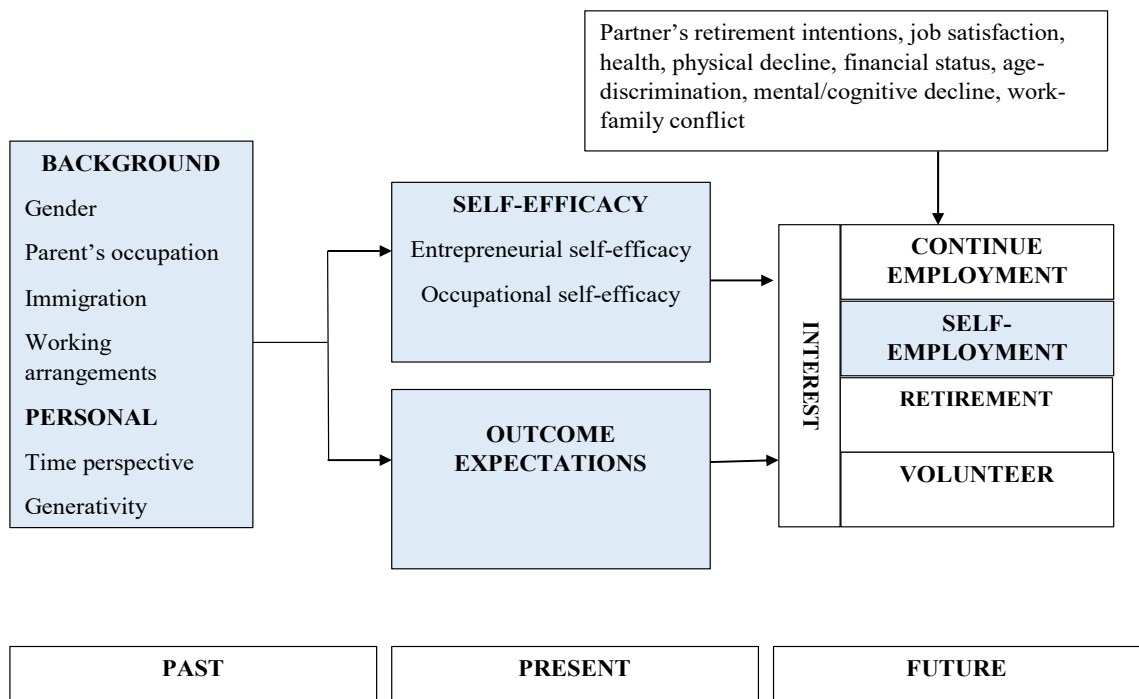 Partner’s retirement intentions, job satisfaction,
health, physical decline, financial status, age-
discrimination, mental/cognitive decline, work-
family conflict
BACKGROUND
Gender
Parent’s occupation
Immigration
Working
arrangements
PERSONAL
Time perspective
Generativity
SELF-EFFICACY
Entrepreneurial self-efficacy
Occupational self-efficacy
OUTCOME
EXPECTATIONS
INTEREST
CONTINUE
EMPLOYMENT
SELF-
EMPLOYMENT
RETIREMENT
VOLUNTEER
PAST
PRESENT
FUTURE